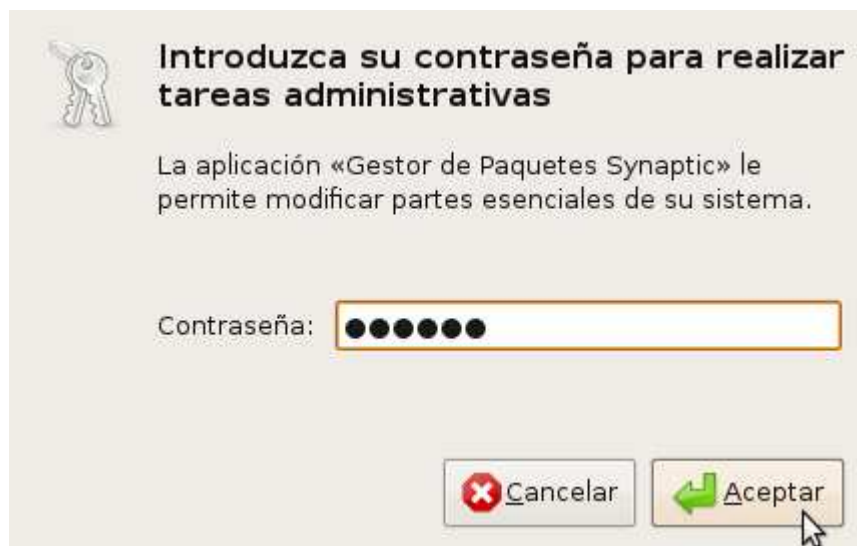 Introduzca su contraseña para realizar
tareas administrativas
La aplicación «Gestor de Paquetes Synaptic» le
permite modificar partes esenciales de su sistema.
Contraseña: ●●●●●●
Cancelar Aceptar